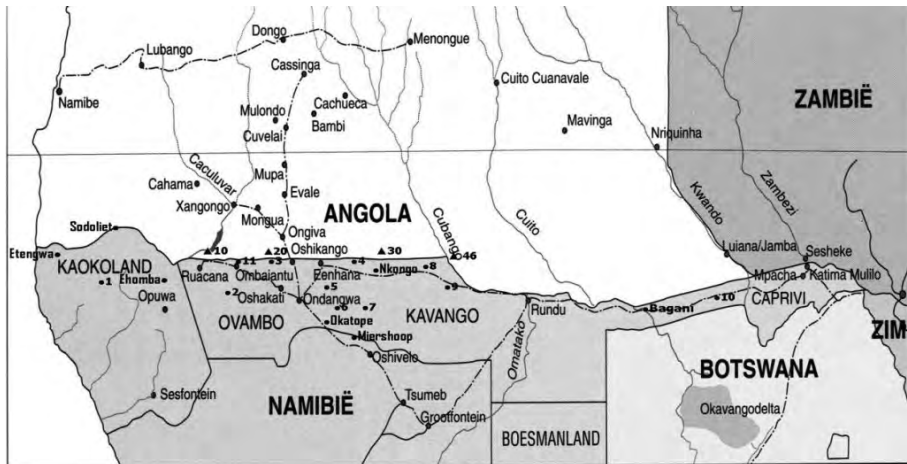 Dongo
Menongue
Lubango
Cassinga
Cuito Cuanavale
Namibe
Cachueca
ZAMBIË
Mulondo
Bambi
Mavinga
Cuvelai
Nriquinha
Mupa
Caculuvar
Cahama
Evale
Zambezi
Xangongo
Mongua
ANGOLA
Kwando
Cubango
Cuito
Sodoliet
Ongiva
Etengwa
10
20
Oshikango
30
46
Luiana/Jamba
Sesheke
KAOKOLAND
Ruacana
11
3
Ombalantu
Eenhana
4
Nkongo
8
Mpacha
Katima Mulilo
1
Ehomba
2
Oshakati
5
9
Opuwa
Ondangwa
6
7
KAVANGO
Rundu
Bagani
10
CAPRIVI
OVAMBO
Okatope
Omatako
ZIM
Miershoop
Oshivelo
BOTSWANA
Sesfontein
Tsumeb
NAMIBIË
Okavangodelta
Grootfontein
BOESMANLAND